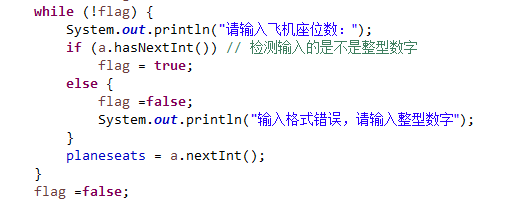 while (!flag) {
System.out.println("请输入飞机座位数：");
if (a.hasNextInt()) // 检测输入的是不是整型数字
flag = true;
else {
flag =false;
System.out.println("输入格式错误，请输入整型数字");
}
planeseats = a.nextInt();
}
flag =false;